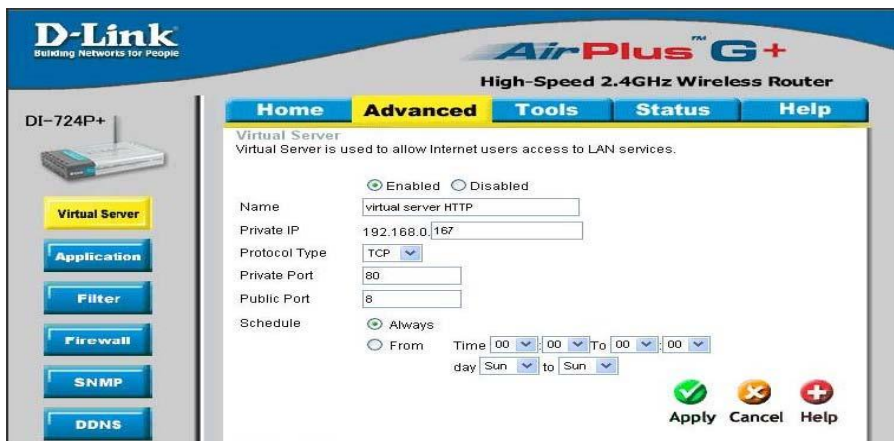 D-Link
Building Networks for People
AirPlus™ G+
High-Speed 2.4GHz Wireless Router
DI-724P+
Home Advanced Tools Status Help
Virtual Server
Virtual Server is used to allow Internet users access to LAN services.
Enabled Disabled
Name virtual server HTTP
Private IP 192.168.0. 167
Protocol Type TCP
Private Port 80
Public Port 8
Schedule Always
From Time 00 : 00 To 00 : 00
day Sun to Sun
Apply Cancel Help
Virtual Server
Application
Filter
Firewall
SNMP
DDNS